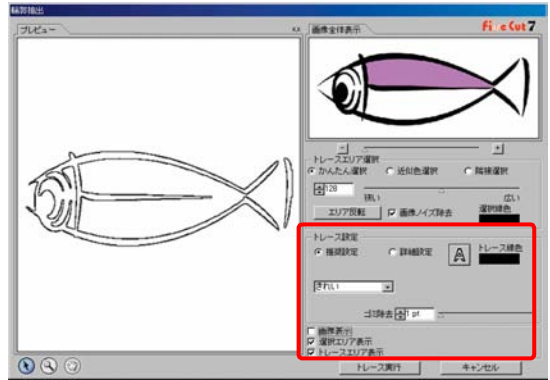 輪郭抽出
プレビュー
<<
画像全体表示
FineCut7
トレースエリア選択
かんたん選択
近似色選択
隣接選択
128
狭い
広い
エリア反転
画像ノイズ除去
選択線色
トレース設定
推奨設定
詳細設定
A
トレース線色
きれい
ゴミ除去
1 pt.
画像表示
選択エリア表示
トレースエリア表示
トレース実行
キャンセル